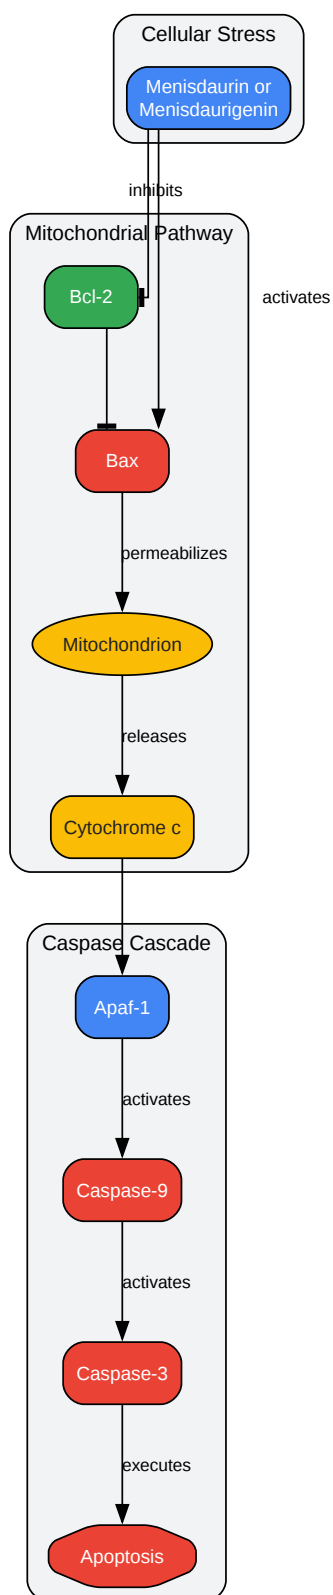 Cellular Stress
Menisdaurin or
Menisdaurigenin
inhibits
Mitochondrial Pathway
Bcl-2
activates
Bax
permeabilizes
Mitochondrion
releases
Cytochrome c
Caspase Cascade
Apaf-1
activates
Caspase-9
activates
Caspase-3
executes
Apoptosis